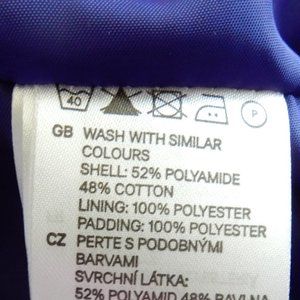 40
P
GB WASH WITH SIMILAR
COLOURS
SHELL: 52% POLYAMIDE
48% COTTON
LINING: 100% POLYESTER
PADDING: 100% POLYESTER
CZ PERTE S PODOBNÝMI
BARVAMI
SVRCHNÍ LÁTKA:
52% POLYAMID 48% BAVLNA